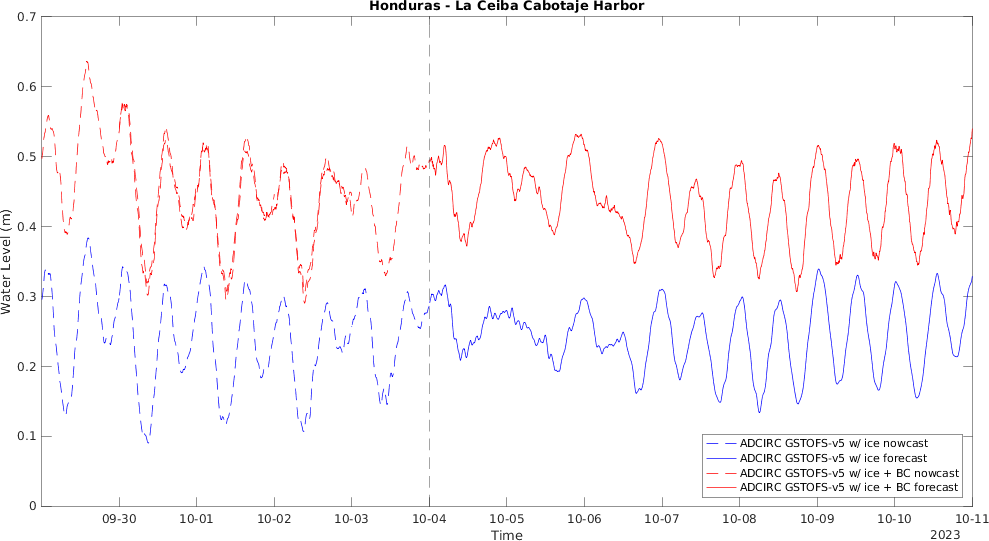 Honduras - La Ceiba Cabotaje Harbor
0.7
0.6
0.5
0.4
0.3
0.2
0.1
0
Water Level (m)
ADCIRC GSTOFS-v5 w/ ice nowcast
ADCIRC GSTOFS-v5 w/ ice forecast
ADCIRC GSTOFS-v5 w/ ice + BC nowcast
ADCIRC GSTOFS-v5 w/ ice + BC forecast
09-30 10-01 10-02 10-03 10-04 10-05 10-06 10-07 10-08 10-09 10-10 10-11
Time
2023